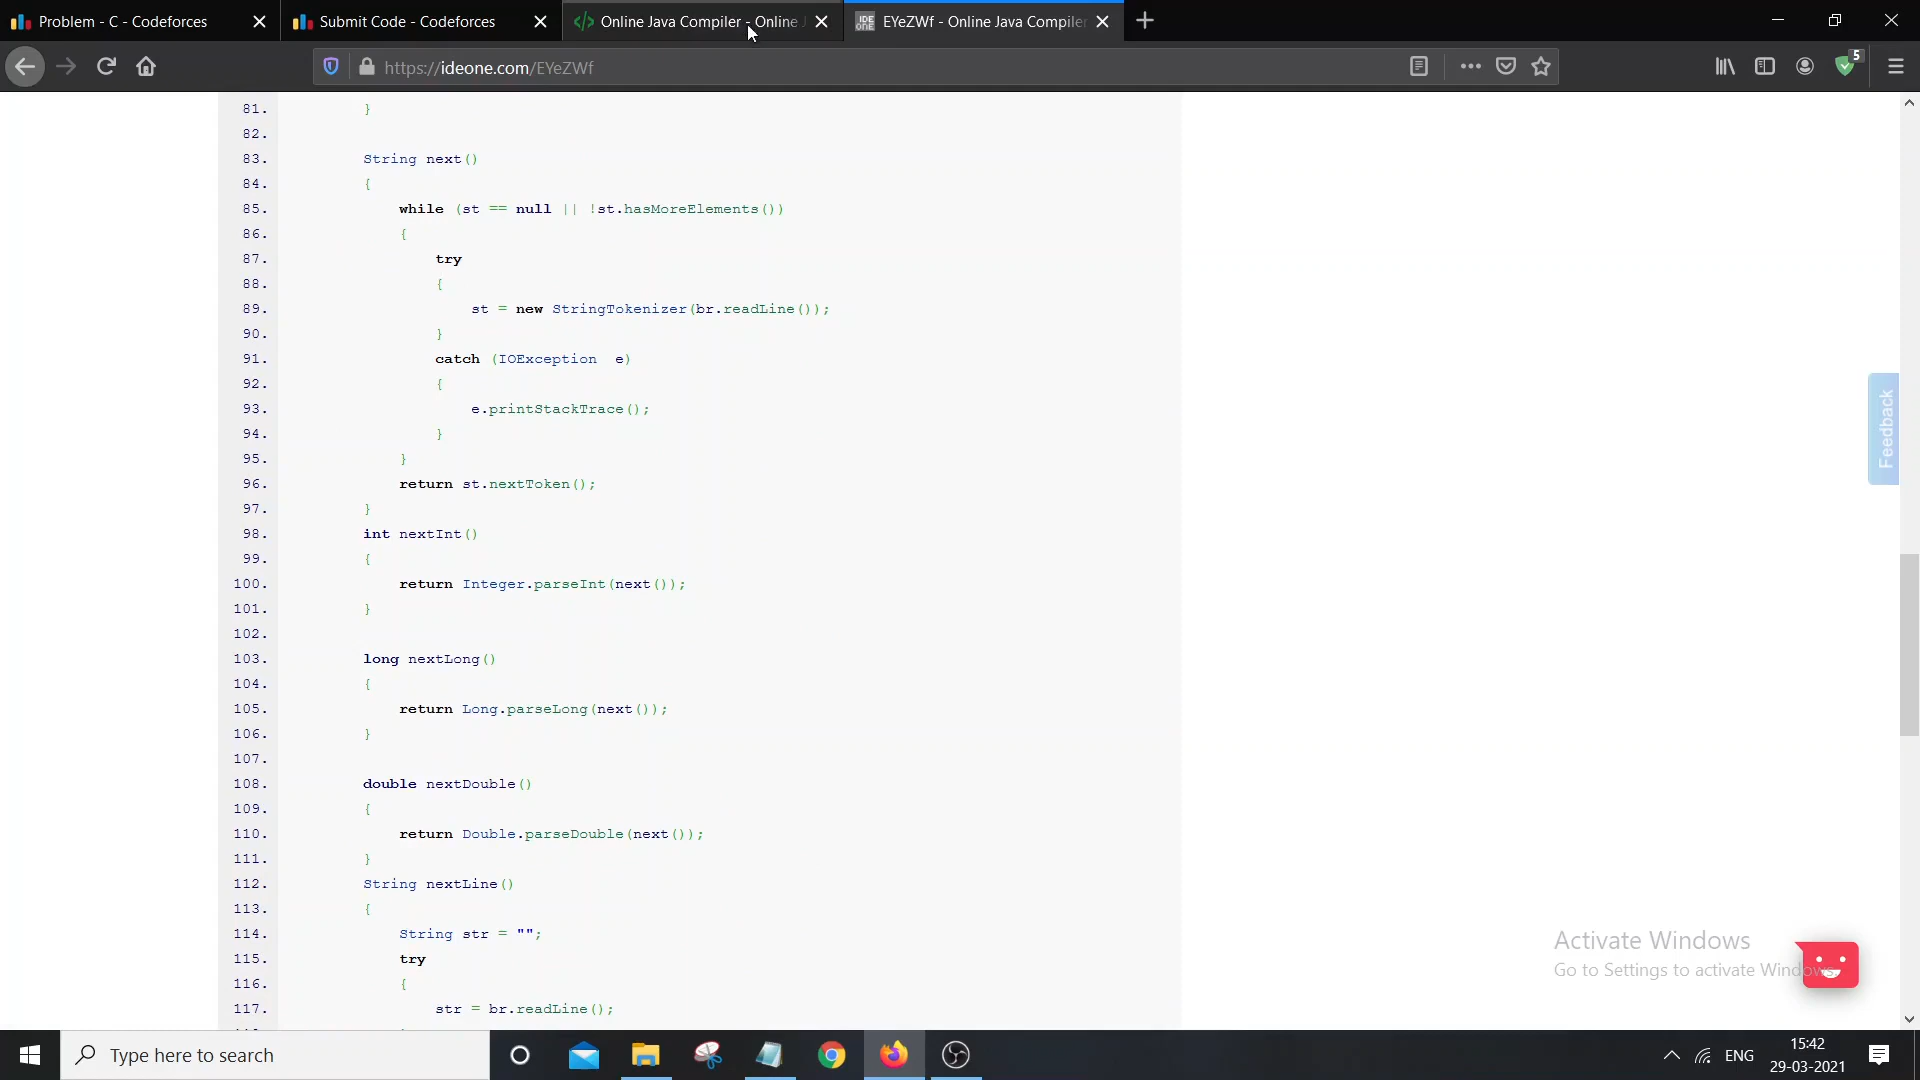 Problem - C - Codeforces
Submit Code - Codeforces
Online Java Compiler - Online J
EYeZWf - Online Java Compiler
https://ideone.com/EYeZWf
5
81. }
82.
83. String next()
84. {
85. while (st == null || !st.hasMoreElements())
86. {
87. try
88. {
89. st = new StringTokenizer(br.readLine());
90. }
91. catch (IOException  e)
92. {
93. e.printStackTrace();
94. }
95. }
96. return st.nextToken();
97. }
98. int nextInt()
99. {
100. return Integer.parseInt(next());
101. }
102.
103. long nextLong()
104. {
105. return Long.parseLong(next());
106. }
107.
108. double nextDouble()
109. {
110. return Double.parseDouble(next());
111. }
112. String nextLine()
113. {
114. String str = "";
115. try
116. {
117. str = br.readLine();
Feedback
Activate Windows
Go to Settings to activate Windows.
Type here to search
ENG
15:42
29-03-2021